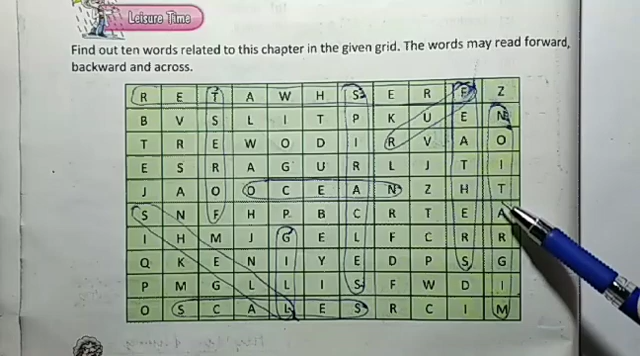 Leisure Time
Find out ten words related to this chapter in the given grid. The words may read forward,
backward and across.
R E T A W H S E R F Z
B V S L I T P K U E N
T R E W O D I R V A O
E S R A G U R L J T I
J A O O C E A N Z H T
S N F H P B C R T E A
I H M J G E L F C R R
Q K E N I Y E D P S G
P M G L L I S F W D I
O S C A L E S R C I M